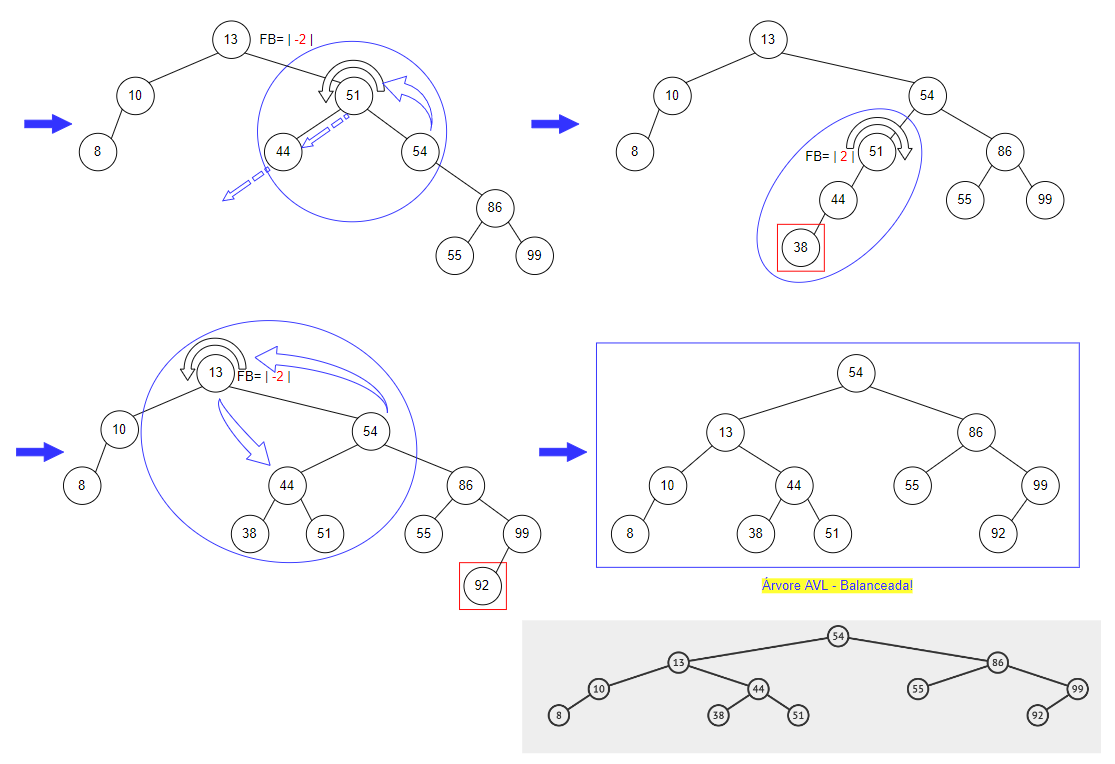 13 FB= | -2 |
10 51
8 44 54
86
55 99
13
10 54
8 FB= | 2 | 51 86
44 55 99
38
13 FB= | -2 |
10 54
8 44 86
38 51 55 99
92
54
13 86
10 44 55 99
8 38 51 92
Árvore AVL - Balanceada!
54
13 86
10 44 55 99
8 38 51 92